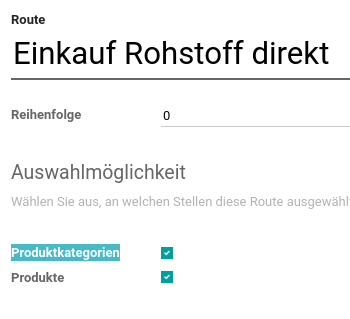 Route
Einkauf Rohstoff direkt
Reihenfolge 0
Auswahlmöglichkeit
Wählen Sie aus, an welchen Stellen diese Route ausgewähl
Produktkategorien
Produkte